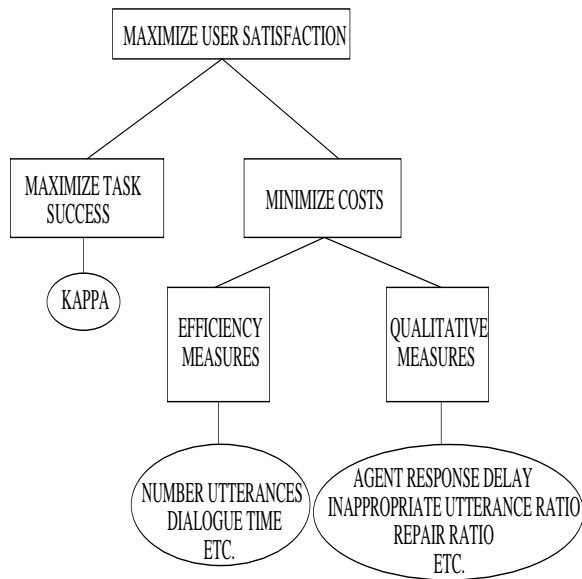 MAXIMIZE USER SATISFACTION
MAXIMIZE TASK
SUCCESS
MINIMIZE COSTS
KAPPA
EFFICIENCY
MEASURES
QUALITATIVE
MEASURES
NUMBER UTTERANCES
DIALOGUE TIME
ETC.
AGENT RESPONSE DELAY
INAPPROPRIATE UTTERANCE RATIO
REPAIR RATIO
ETC.